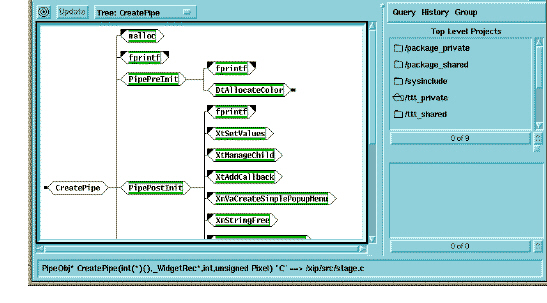 Update
Tree: CreatePipe
Query History Group
malloc
fprintf
PipePreInit
fprintf
DtAllocateColor
fprintf
XtSetValues
XtManageChild
XtAddCallback
CreatePipe
PipePostInit
XmVaCreateSimplePopupMenu
XmStringFree
Top Level Projects
/package_private
/package_shared
/sysinclude
/ttt_private
/ttt_shared
0 of 9
0 of 0
PipeObj* CreatePipe(int(*)(),_WidgetRec*,int,unsigned Pixel) "C" ==> /xip/src/stage.c